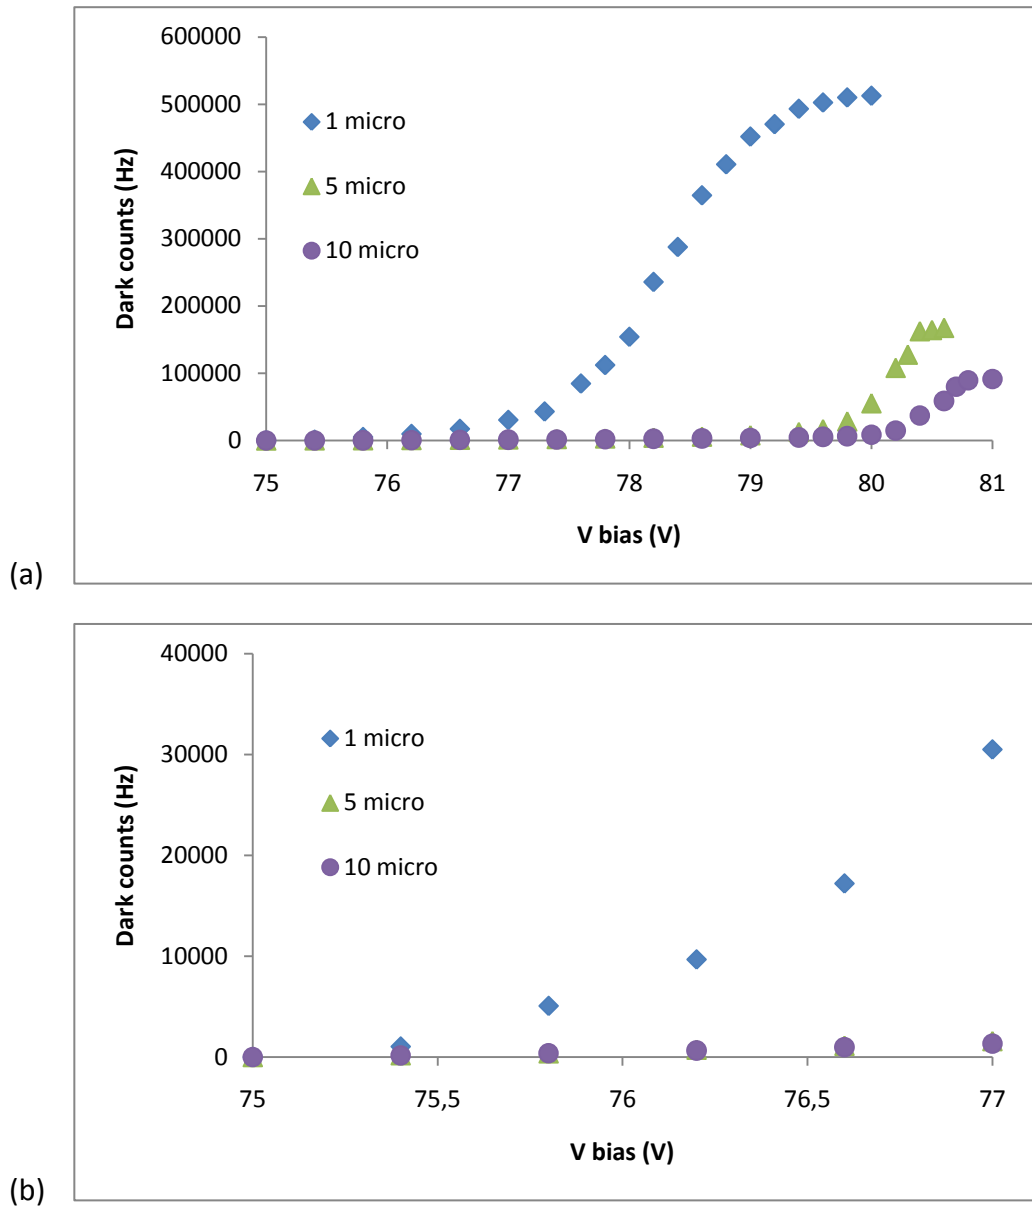 600000
500000
400000
300000
200000
100000
0
Dark counts (Hz)
1 micro
5 micro
10 micro
75 76 77 78 79 80 81
V bias (V)
(a)
40000
30000
20000
10000
0
Dark counts (Hz)
1 micro
5 micro
10 micro
75 75,5 76 76,5 77
V bias (V)
(b)